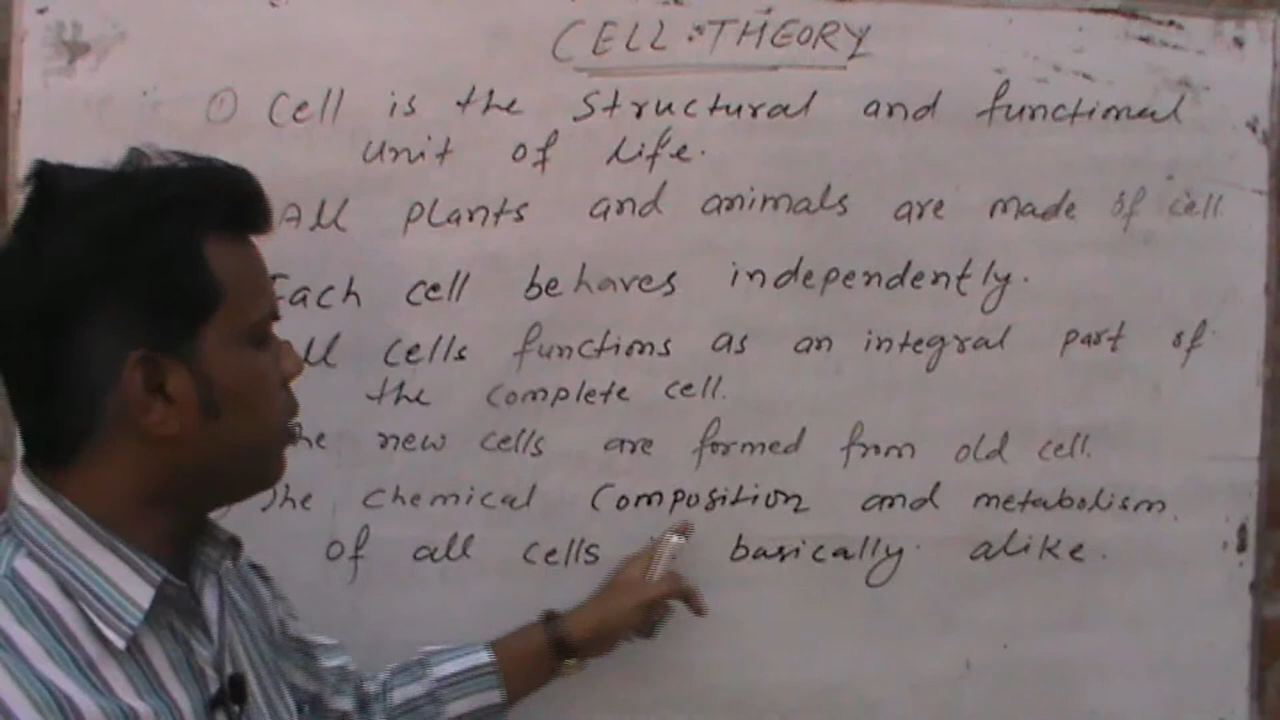 CELL THEORY
① Cell is the structural and functional
unit of life.
All plants and animals are made of cell
Each cell behaves independently.
All cells functions as an integral part of
the complete cell.
The new cells are formed from old cell.
The chemical composition and metabolism
of all cells basically alike.